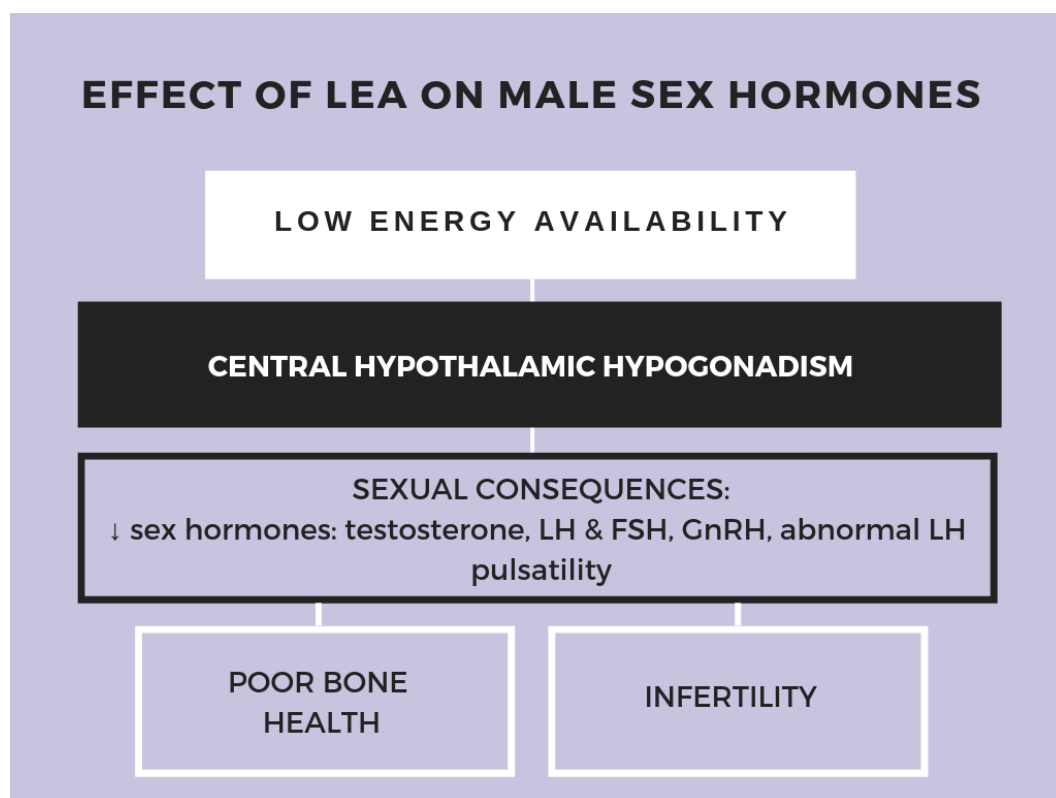 EFFECT OF LEA ON MALE SEX HORMONES
LOW ENERGY AVAILABILITY
CENTRAL HYPOTHALAMIC HYPOGONADISM
SEXUAL CONSEQUENCES:
↓ sex hormones: testosterone, LH & FSH, GnRH, abnormal LH
pulsatility
POOR BONE
HEALTH
INFERTILITY